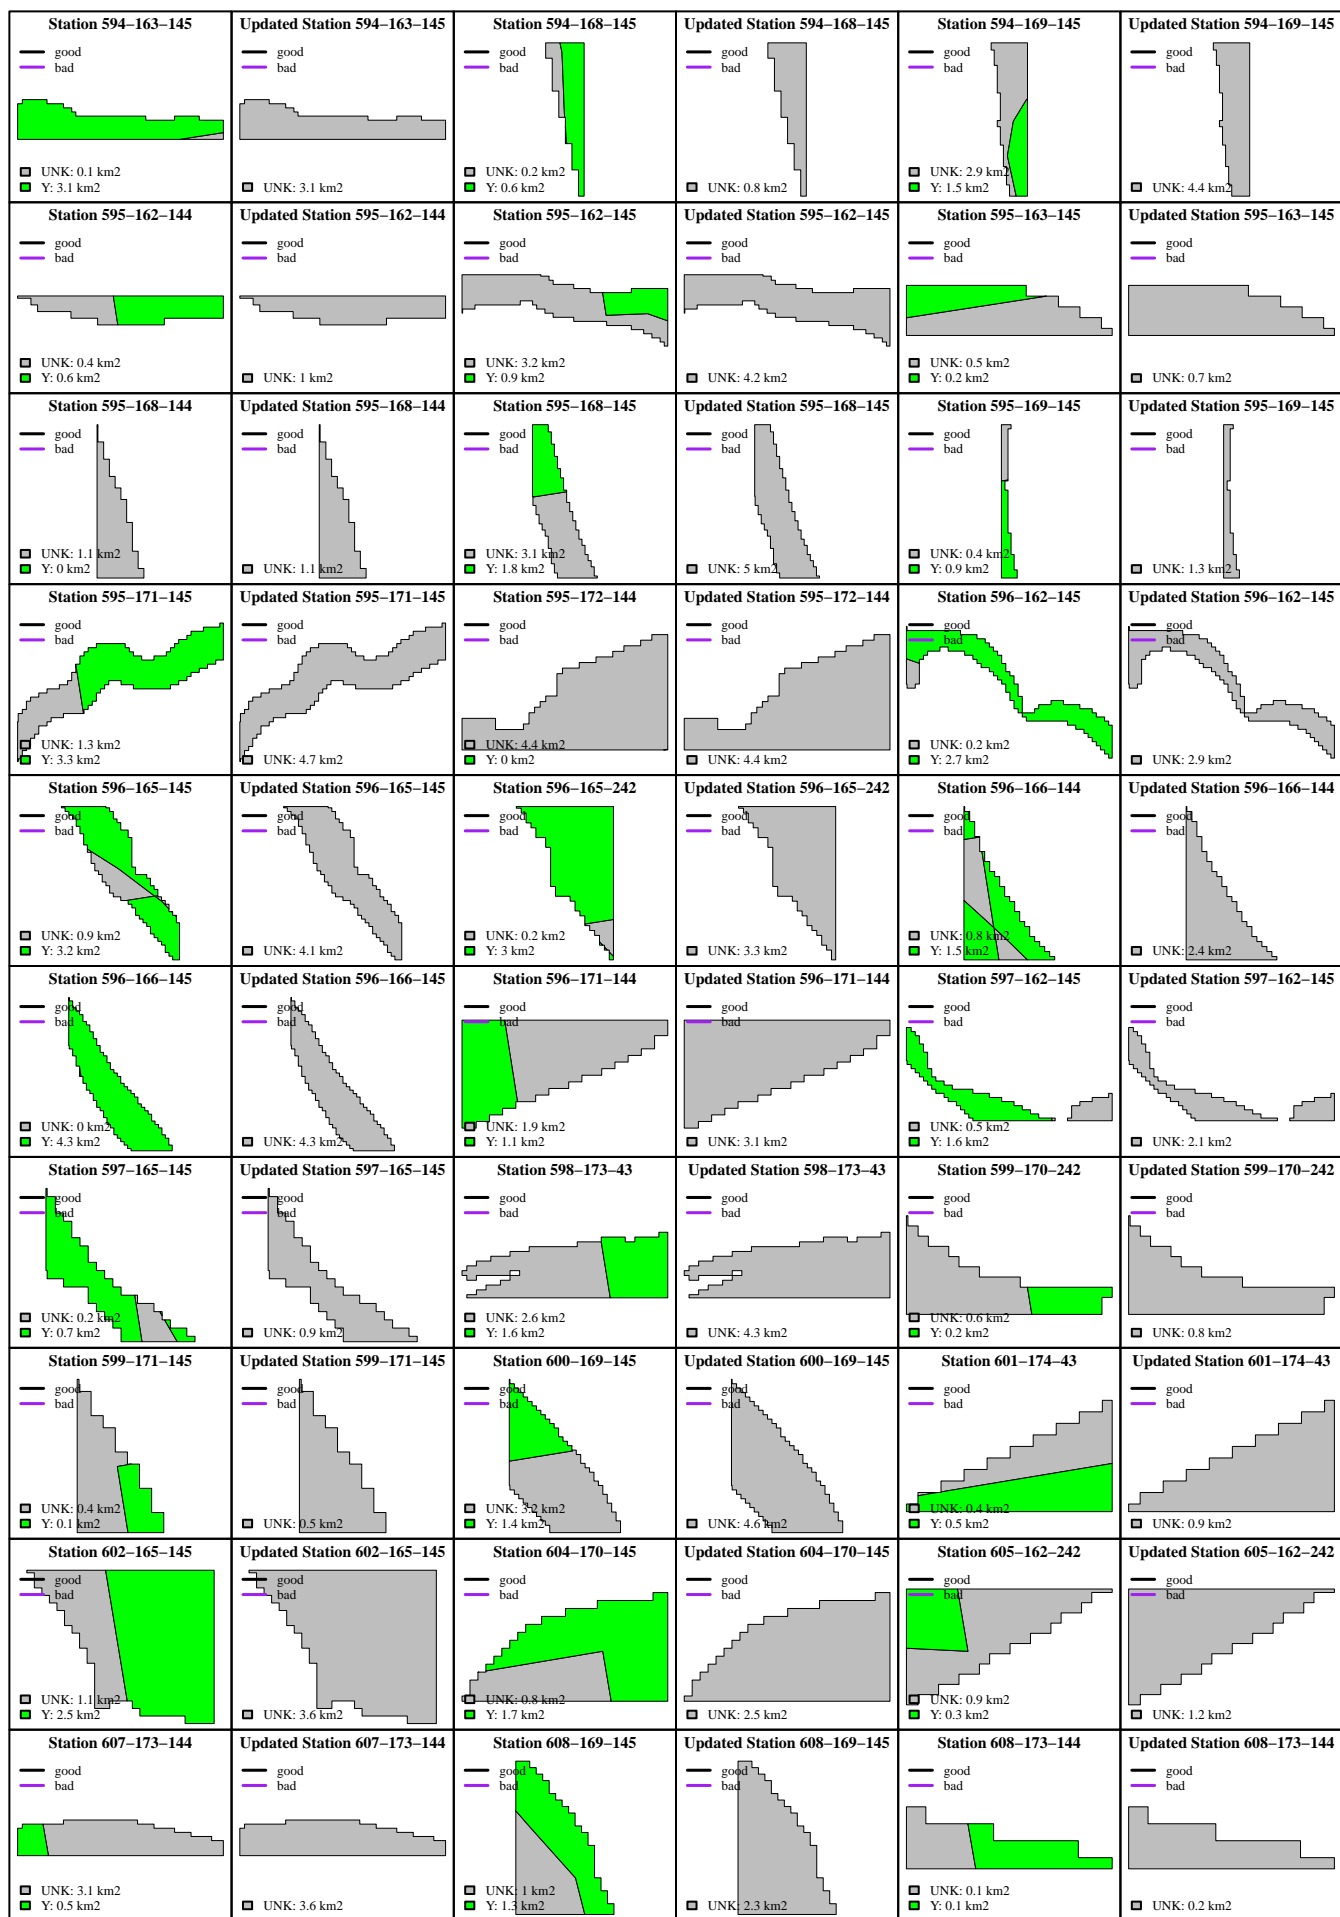 Station 594−163−145
good
bad
UNK: 0.1 km2
Y: 3.1 km2
Updated Station 594−163−145
good
bad
UNK: 3.1 km2
Station 594−168−145
good
bad
UNK: 0.2 km2
Y: 0.6 km2
Updated Station 594−168−145
good
bad
UNK: 0.8 km2
Station 594−169−145
good
bad
UNK: 2.9 km2
Y: 1.5 km2
Updated Station 594−169−145
good
bad
UNK: 4.4 km2
Station 595−162−144
good
bad
UNK: 0.4 km2
Y: 0.6 km2
Updated Station 595−162−144
good
bad
UNK: 1 km2
Station 595−162−145
good
bad
UNK: 3.2 km2
Y: 0.9 km2
Updated Station 595−162−145
good
bad
UNK: 4.2 km2
Station 595−163−145
good
bad
UNK: 0.5 km2
Y: 0.2 km2
Updated Station 595−163−145
good
bad
UNK: 0.7 km2
Station 595−168−144
good
bad
UNK: 1.1 km2
Y: 0 km2
Updated Station 595−168−144
good
bad
UNK: 1.1 km2
Station 595−168−145
good
bad
UNK: 3.1 km2
Y: 1.8 km2
Updated Station 595−168−145
good
bad
UNK: 5 km2
Station 595−169−145
good
bad
UNK: 0.4 km2
Y: 0.9 km2
Updated Station 595−169−145
good
bad
UNK: 1.3 km2
Station 595−171−145
good
bad
UNK: 1.3 km2
Y: 3.3 km2
Updated Station 595−171−145
good
bad
UNK: 4.7 km2
Station 595−172−144
good
bad
UNK: 4.4 km2
Y: 0 km2
Updated Station 595−172−144
good
bad
UNK: 4.4 km2
Station 596−162−145
good
bad
UNK: 0.2 km2
Y: 2.7 km2
Updated Station 596−162−145
good
bad
UNK: 2.9 km2
Station 596−165−145
good
bad
UNK: 0.9 km2
Y: 3.2 km2
Updated Station 596−165−145
good
bad
UNK: 4.1 km2
Station 596−165−242
good
bad
UNK: 0.2 km2
Y: 3 km2
Updated Station 596−165−242
good
bad
UNK: 3.3 km2
Station 596−166−144
good
bad
UNK: 0.8 km2
Y: 1.5 km2
Updated Station 596−166−144
good
bad
UNK: 2.4 km2
Station 596−166−145
good
bad
UNK: 0 km2
Y: 4.3 km2
Updated Station 596−166−145
good
bad
UNK: 4.3 km2
Station 596−171−144
good
bad
UNK: 1.9 km2
Y: 1.1 km2
Updated Station 596−171−144
good
bad
UNK: 3.1 km2
Station 597−162−145
good
bad
UNK: 0.5 km2
Y: 1.6 km2
Updated Station 597−162−145
good
bad
UNK: 2.1 km2
Station 597−165−145
good
bad
UNK: 0.2 km2
Y: 0.7 km2
Updated Station 597−165−145
good
bad
UNK: 0.9 km2
Station 598−173−43
good
bad
UNK: 2.6 km2
Y: 1.6 km2
Updated Station 598−173−43
good
bad
UNK: 4.3 km2
Station 599−170−242
good
bad
UNK: 0.6 km2
Y: 0.2 km2
Updated Station 599−170−242
good
bad
UNK: 0.8 km2
Station 599−171−145
good
bad
UNK: 0.4 km2
Y: 0.1 km2
Updated Station 599−171−145
good
bad
UNK: 0.5 km2
Station 600−169−145
good
bad
UNK: 3.2 km2
Y: 1.4 km2
Updated Station 600−169−145
good
bad
UNK: 4.6 km2
Station 601−174−43
good
bad
UNK: 0.4 km2
Y: 0.5 km2
Updated Station 601−174−43
good
bad
UNK: 0.9 km2
Station 602−165−145
good
bad
UNK: 1.1 km2
Y: 2.5 km2
Updated Station 602−165−145
good
bad
UNK: 3.6 km2
Station 604−170−145
good
bad
UNK: 0.8 km2
Y: 1.7 km2
Updated Station 604−170−145
good
bad
UNK: 2.5 km2
Station 605−162−242
good
bad
UNK: 0.9 km2
Y: 0.3 km2
Updated Station 605−162−242
good
bad
UNK: 1.2 km2
Station 607−173−144
good
bad
UNK: 3.1 km2
Y: 0.5 km2
Updated Station 607−173−144
good
bad
UNK: 3.6 km2
Station 608−169−145
good
bad
UNK: 1 km2
Y: 1.3 km2
Updated Station 608−169−145
good
bad
UNK: 2.3 km2
Station 608−173−144
good
bad
UNK: 0.1 km2
Y: 0.1 km2
Updated Station 608−173−144
good
bad
UNK: 0.2 km2